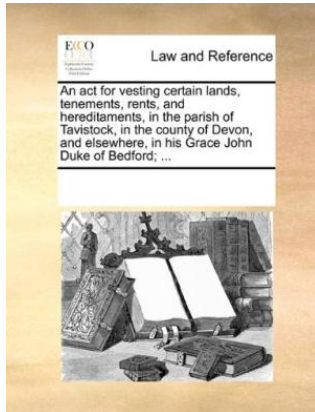 ECCO
Law and Reference
An act for vesting certain lands,
tenements, rents, and
hereditaments, in the parish of
Tavistock, in the county of Devon,
and elsewhere, in his Grace John
Duke of Bedford; ...